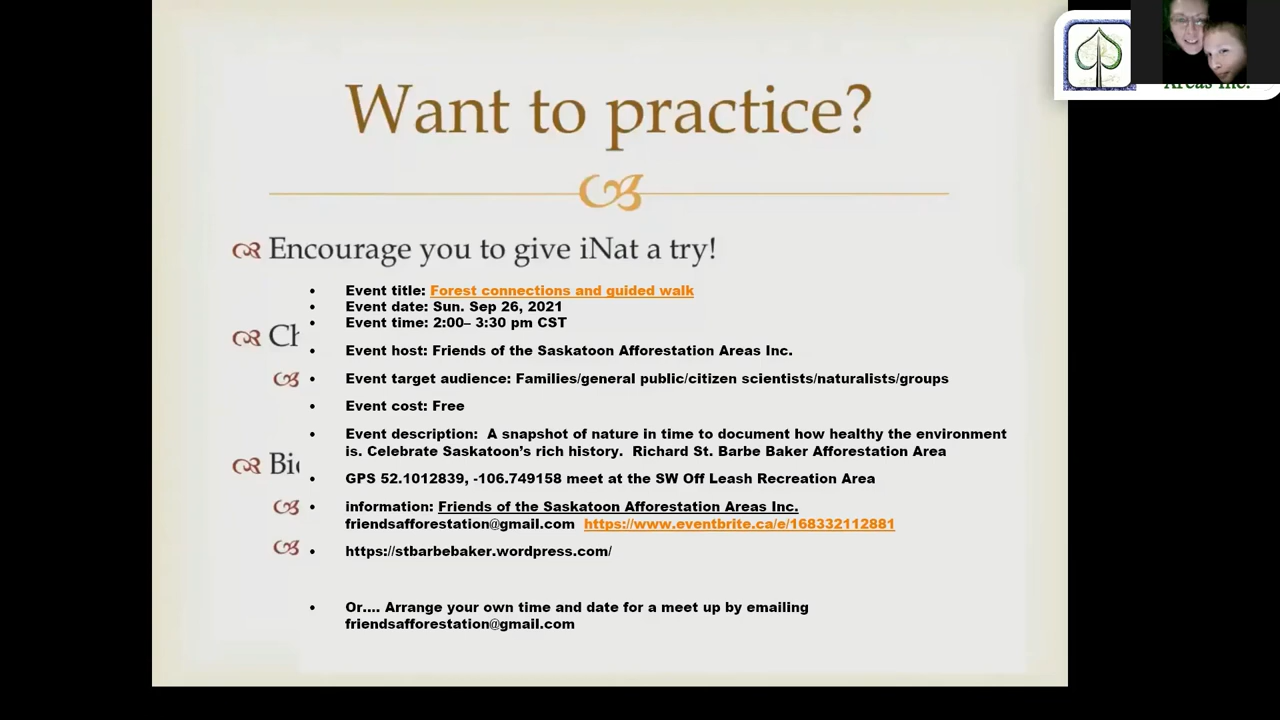 Want to practice?
Encourage you to give iNat a try!
• Event title: Forest connections and guided walk
• Event date: Sun. Sep 26, 2021
• Event time: 2:00– 3:30 pm CST
• Event host: Friends of the Saskatoon Afforestation Areas Inc.
• Event target audience: Families/general public/citizen scientists/naturalists/groups
• Event cost: Free
• Event description:  A snapshot of nature in time to document how healthy the environment
is. Celebrate Saskatoon’s rich history.  Richard St. Barbe Baker Afforestation Area
• GPS 52.1012839, -106.749158 meet at the SW Off Leash Recreation Area
• information: Friends of the Saskatoon Afforestation Areas Inc.
friendsafforestation@gmail.com  https://www.eventbrite.ca/e/168332112881
• https://stbarbebaker.wordpress.com/
• Or.... Arrange your own time and date for a meet up by emailing
friendsafforestation@gmail.com
Areas Inc.